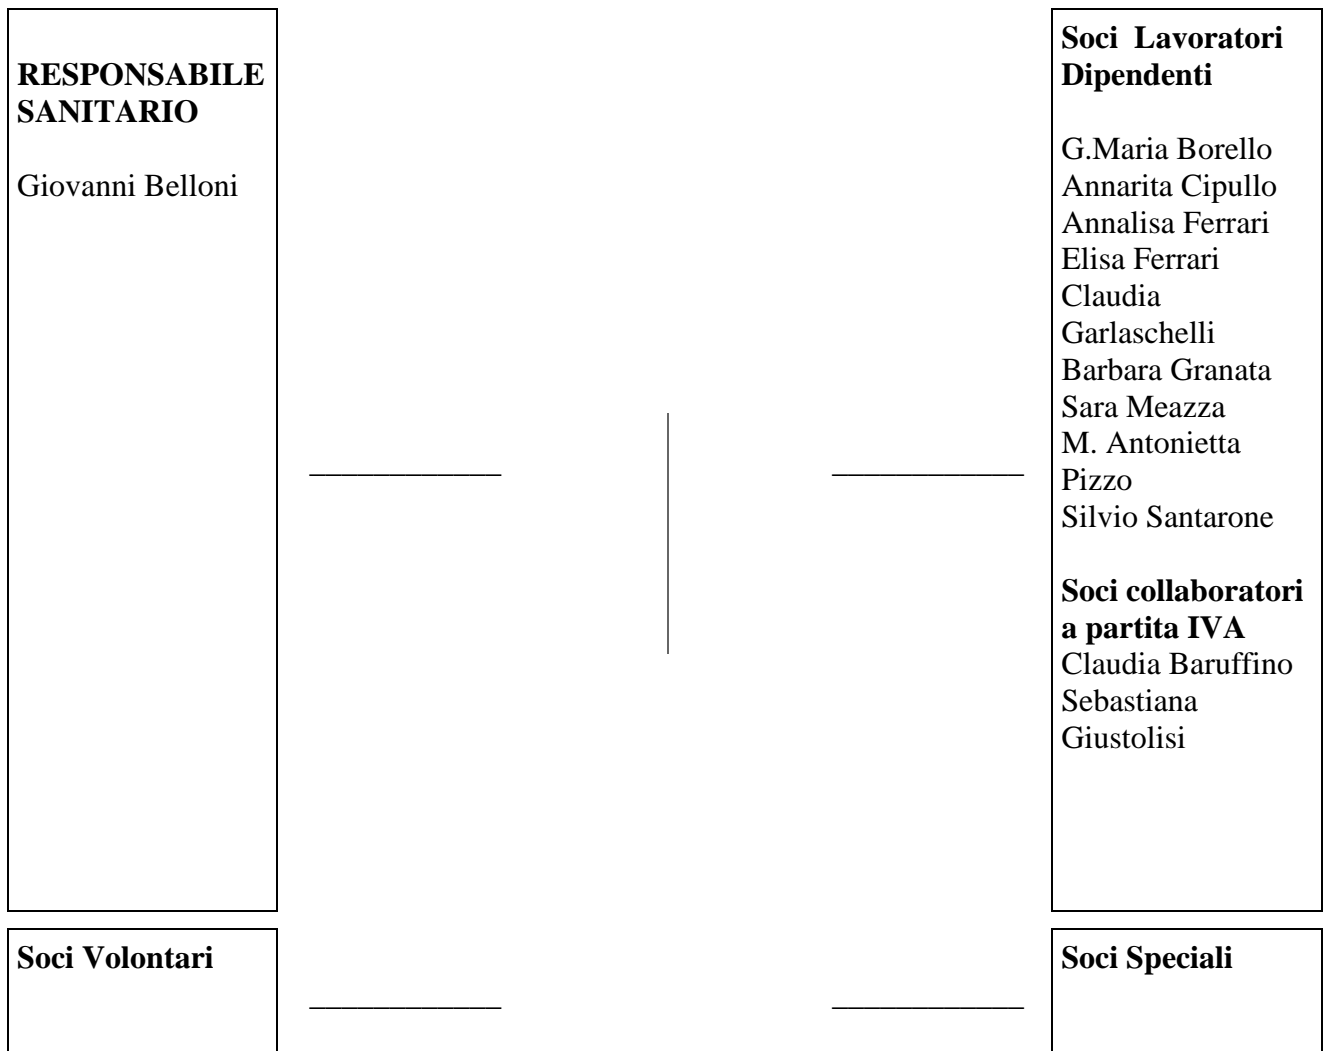 RESPONSABILE
SANITARIO
Giovanni Belloni
Soci Lavoratori
Dipendenti
G.Maria Borello
Annarita Cipullo
Annalisa Ferrari
Elisa Ferrari
Claudia
Garlaschelli
Barbara Granata
Sara Meazza
M. Antonietta
Pizzo
Silvio Santarone
Soci collaboratori
a partita IVA
Claudia Baruffino
Sebastiana
Giustolisi
Soci Volontari
Soci Speciali